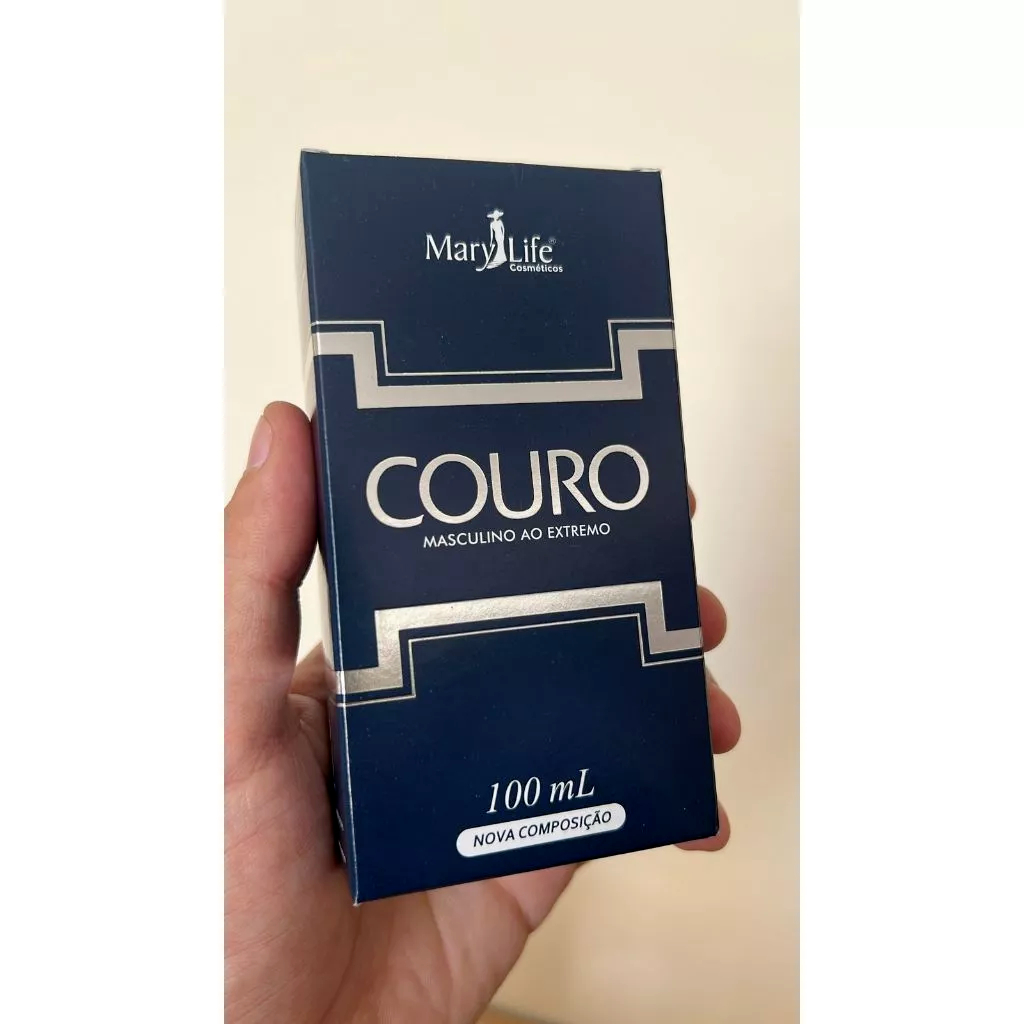 Mary Life®
Cosméticos
COURO
MASCULINO AO EXTREMO
100 mL
NOVA COMPOSIÇÃO